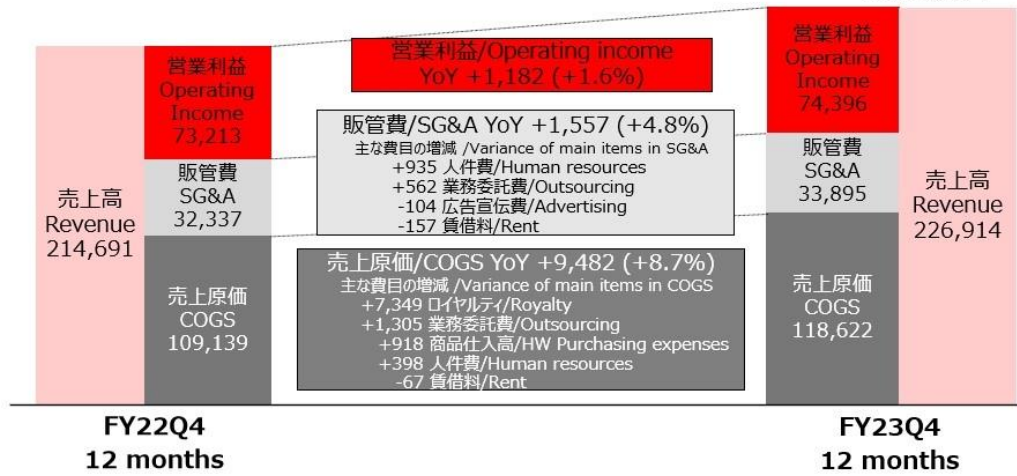 売上高
Revenue
214,691
営業利益
Operating
Income
73,213
販管費
SG&A
32,337
売上原価
COGS
109,139
営業利益/Operating income
YoY +1,182 (+1.6%)
販管費/SG&A YoY +1,557 (+4.8%)
主な費目の増減 /Variance of main items in SG&A
+935 人件費/Human resources
+562 業務委託費/Outsourcing
-104 広告宣伝費/Advertising
-157 賃借料/Rent
売上原価/COGS YoY +9,482 (+8.7%)
主な費目の増減 /Variance of main items in COGS
+7,349 ロイヤルティ/Royalty
+1,305 業務委託費/Outsourcing
+918 商品仕入高/HW Purchasing expenses
+398 人件費/Human resources
-67 賃借料/Rent
営業利益
Operating
Income
74,396
販管費
SG&A
33,895
売上原価
COGS
118,622
売上高
Revenue
226,914
FY22Q4
12 months
FY23Q4
12 months